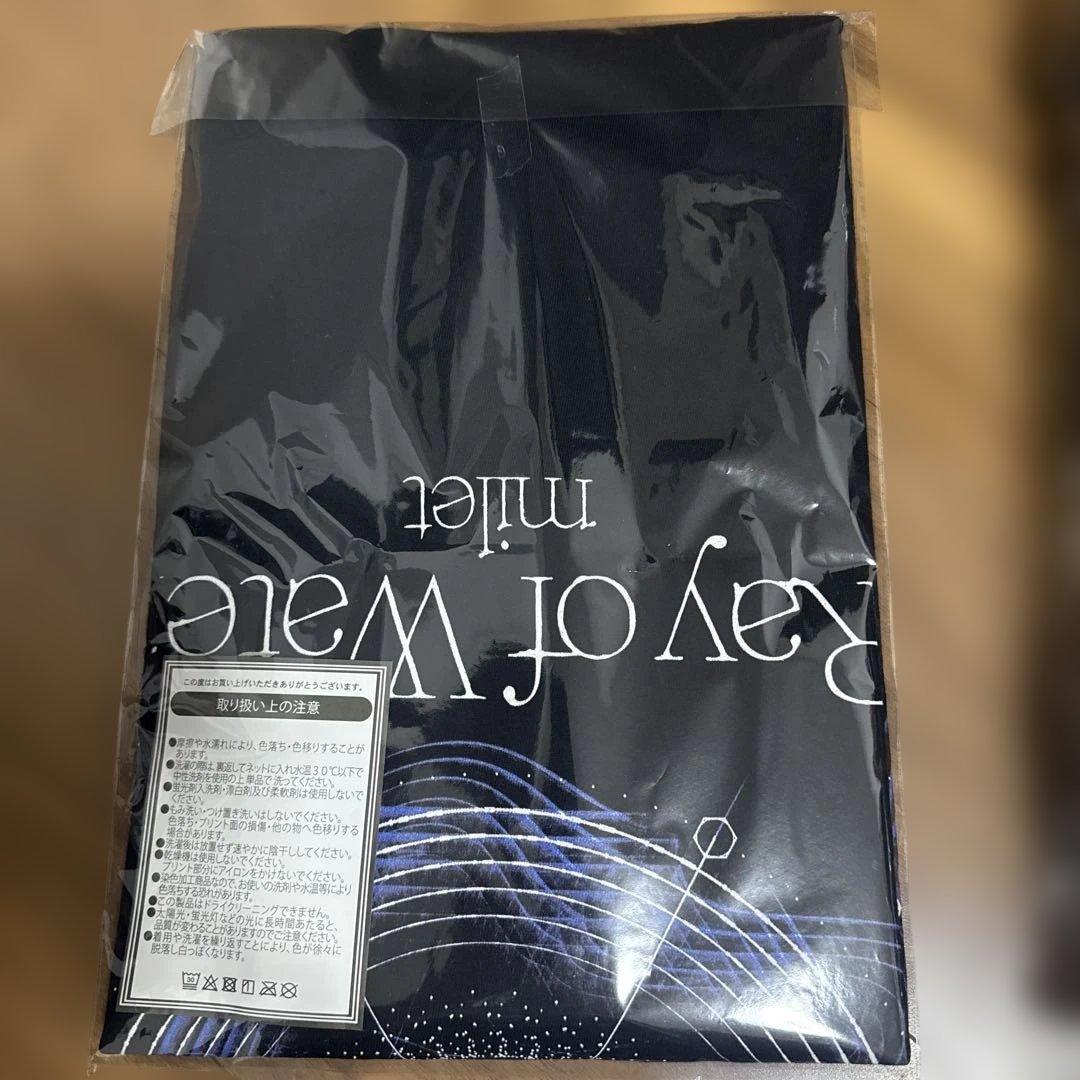 milet
Ray of Wate
この度はお買い上げいただきありがとうございます。
取り扱い上の注意
●摩擦や水濡れにより、色落ち・色移りすることが
あります。
●洗濯の際は、裏返してネットに入れ水温30℃以下で
中性洗剤を使用の上 単品で 洗ってください。
●蛍光剤入洗剤・漂白剤及び柔軟剤は使用しないで
ください。
●もみ洗い・つけ置き洗いはしないでください。
色落ち・プリント面の損傷・他の物へ色移りする
場合があります。
●洗濯後は放置せず速やかに陰干ししてください。
●乾燥機は使用しないでください。
プリント部分にアイロンをかけないでください。
●染色加工商品なので、お使いの洗剤や水温等により
色落ちする恐れがあります。
●この製品はドライクリーニングできません。
●太陽光・蛍光灯などの光に長時間あたると、
品質が変わることがありますのでご注意ください。
●着用や洗濯を繰り返すことにより、色が徐々に
脱落し白っぽくなります。
30